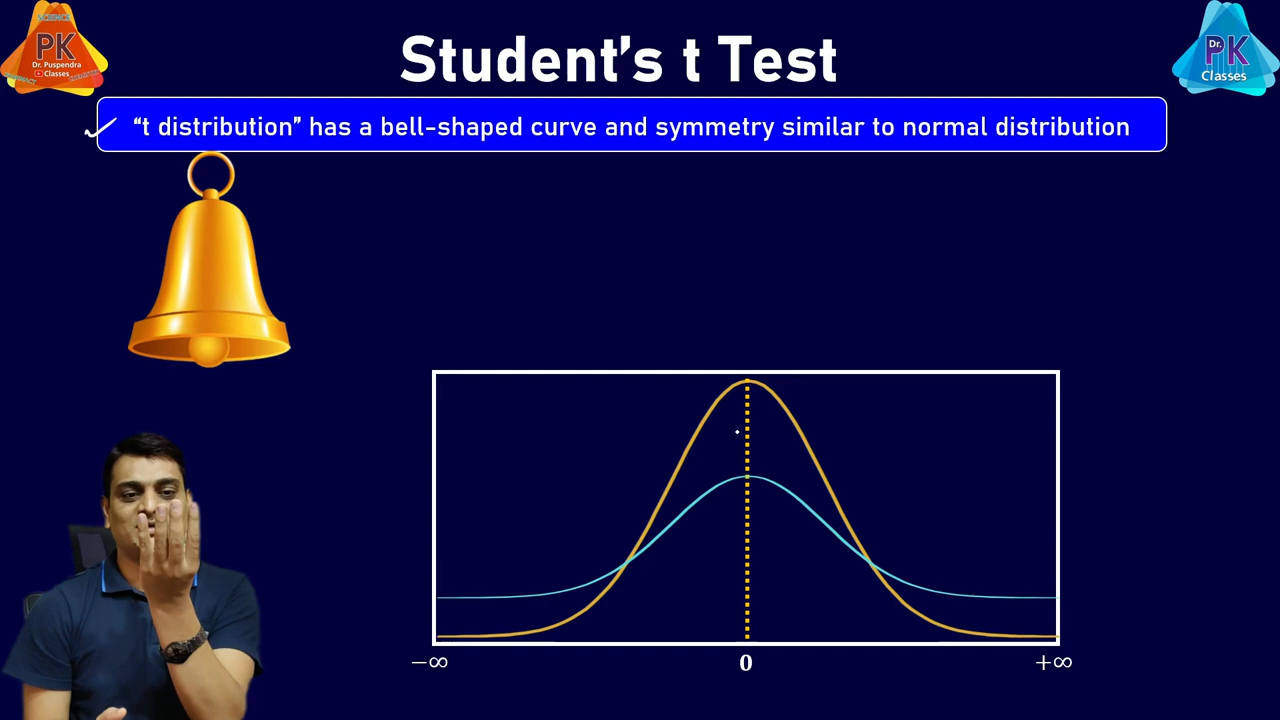 SCIENCE
PK
Dr. Puspendra
Classes
Student's t Test
Dr.
PK
Classes
“t distribution” has a bell-shaped curve and symmetry similar to normal distribution
−∞
0
+∞